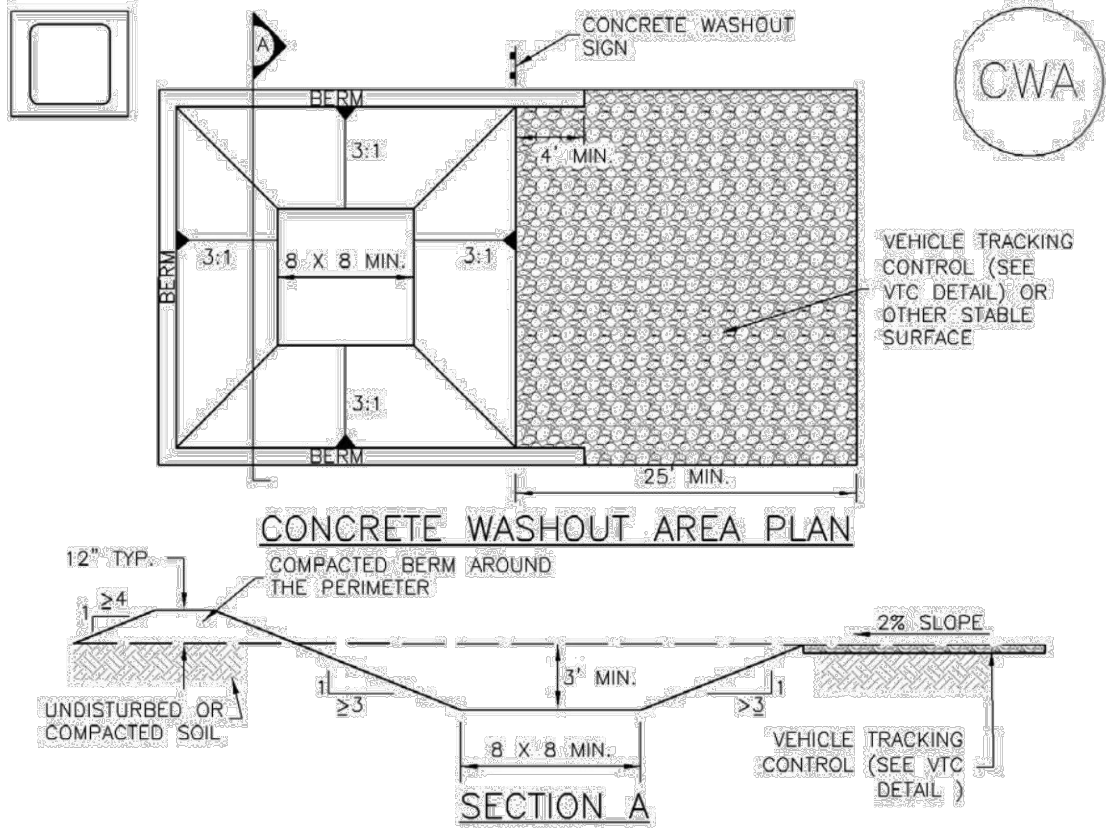 A
CONCRETE WASHOUT
SIGN
CWA
BERM
3:1
4' MIN.
BERM
3:1
8 X 8 MIN.
3:1
VEHICLE TRACKING
CONTROL (SEE
VTC DETAIL) OR
OTHER STABLE
SURFACE
3:1
BERM
25' MIN.
CONCRETE WASHOUT AREA PLAN
12" TYP.
COMPACTED BERM AROUND
THE PERIMETER
1
≥4
2% SLOPE
3' MIN.
1
≥3
1
≥3
UNDISTURBED OR
COMPACTED SOIL
8 X 8 MIN.
VEHICLE TRACKING
CONTROL (SEE VTC
DETAIL )
SECTION A